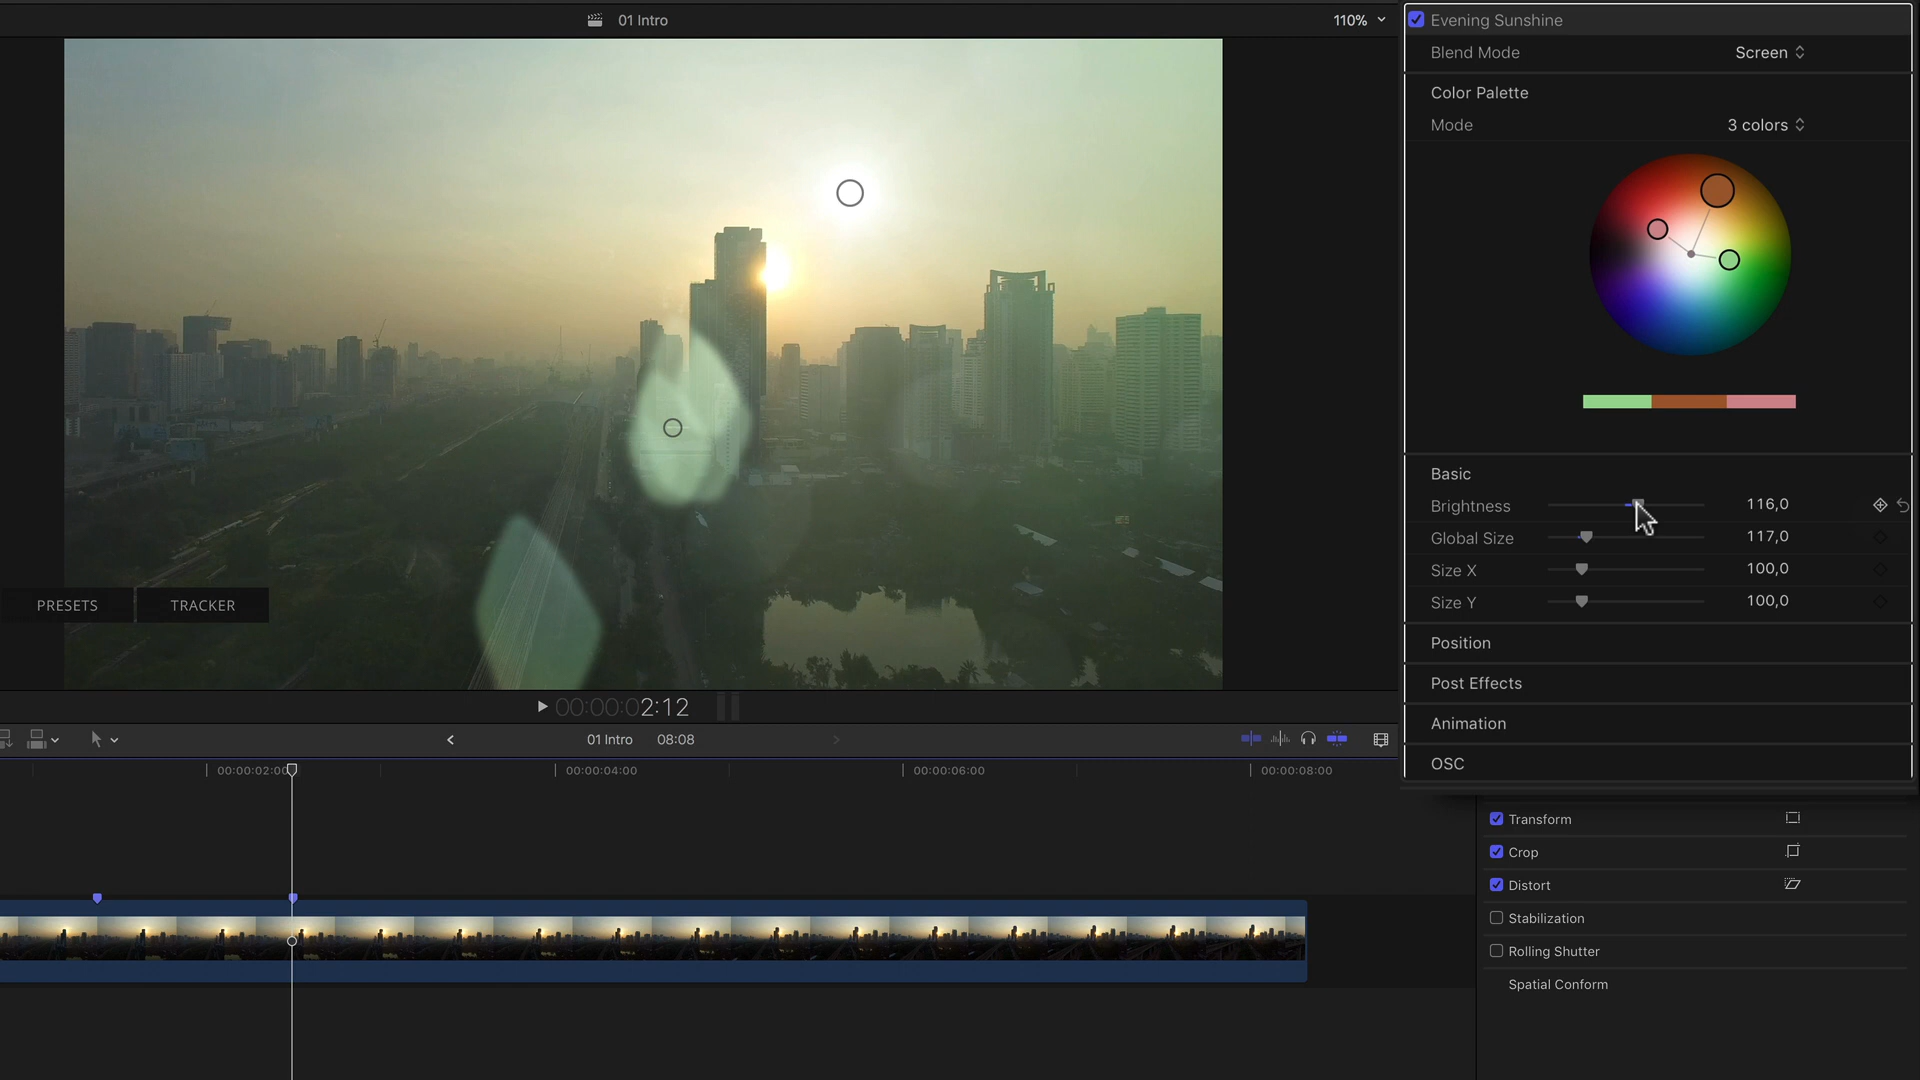 01 Intro
110%
Evening Sunshine
Blend Mode
Screen
Color Palette
Mode
3 colors
Basic
Brightness
116,0
Global Size
117,0
Size X
100,0
Size Y
100,0
Position
Post Effects
Animation
OSC
PRESETS
TRACKER
00:00:02:12
01 Intro
08:08
00:00:02:00
00:00:04:00
00:00:06:00
00:00:08:00
Transform
Crop
Distort
Stabilization
Rolling Shutter
Spatial Conform